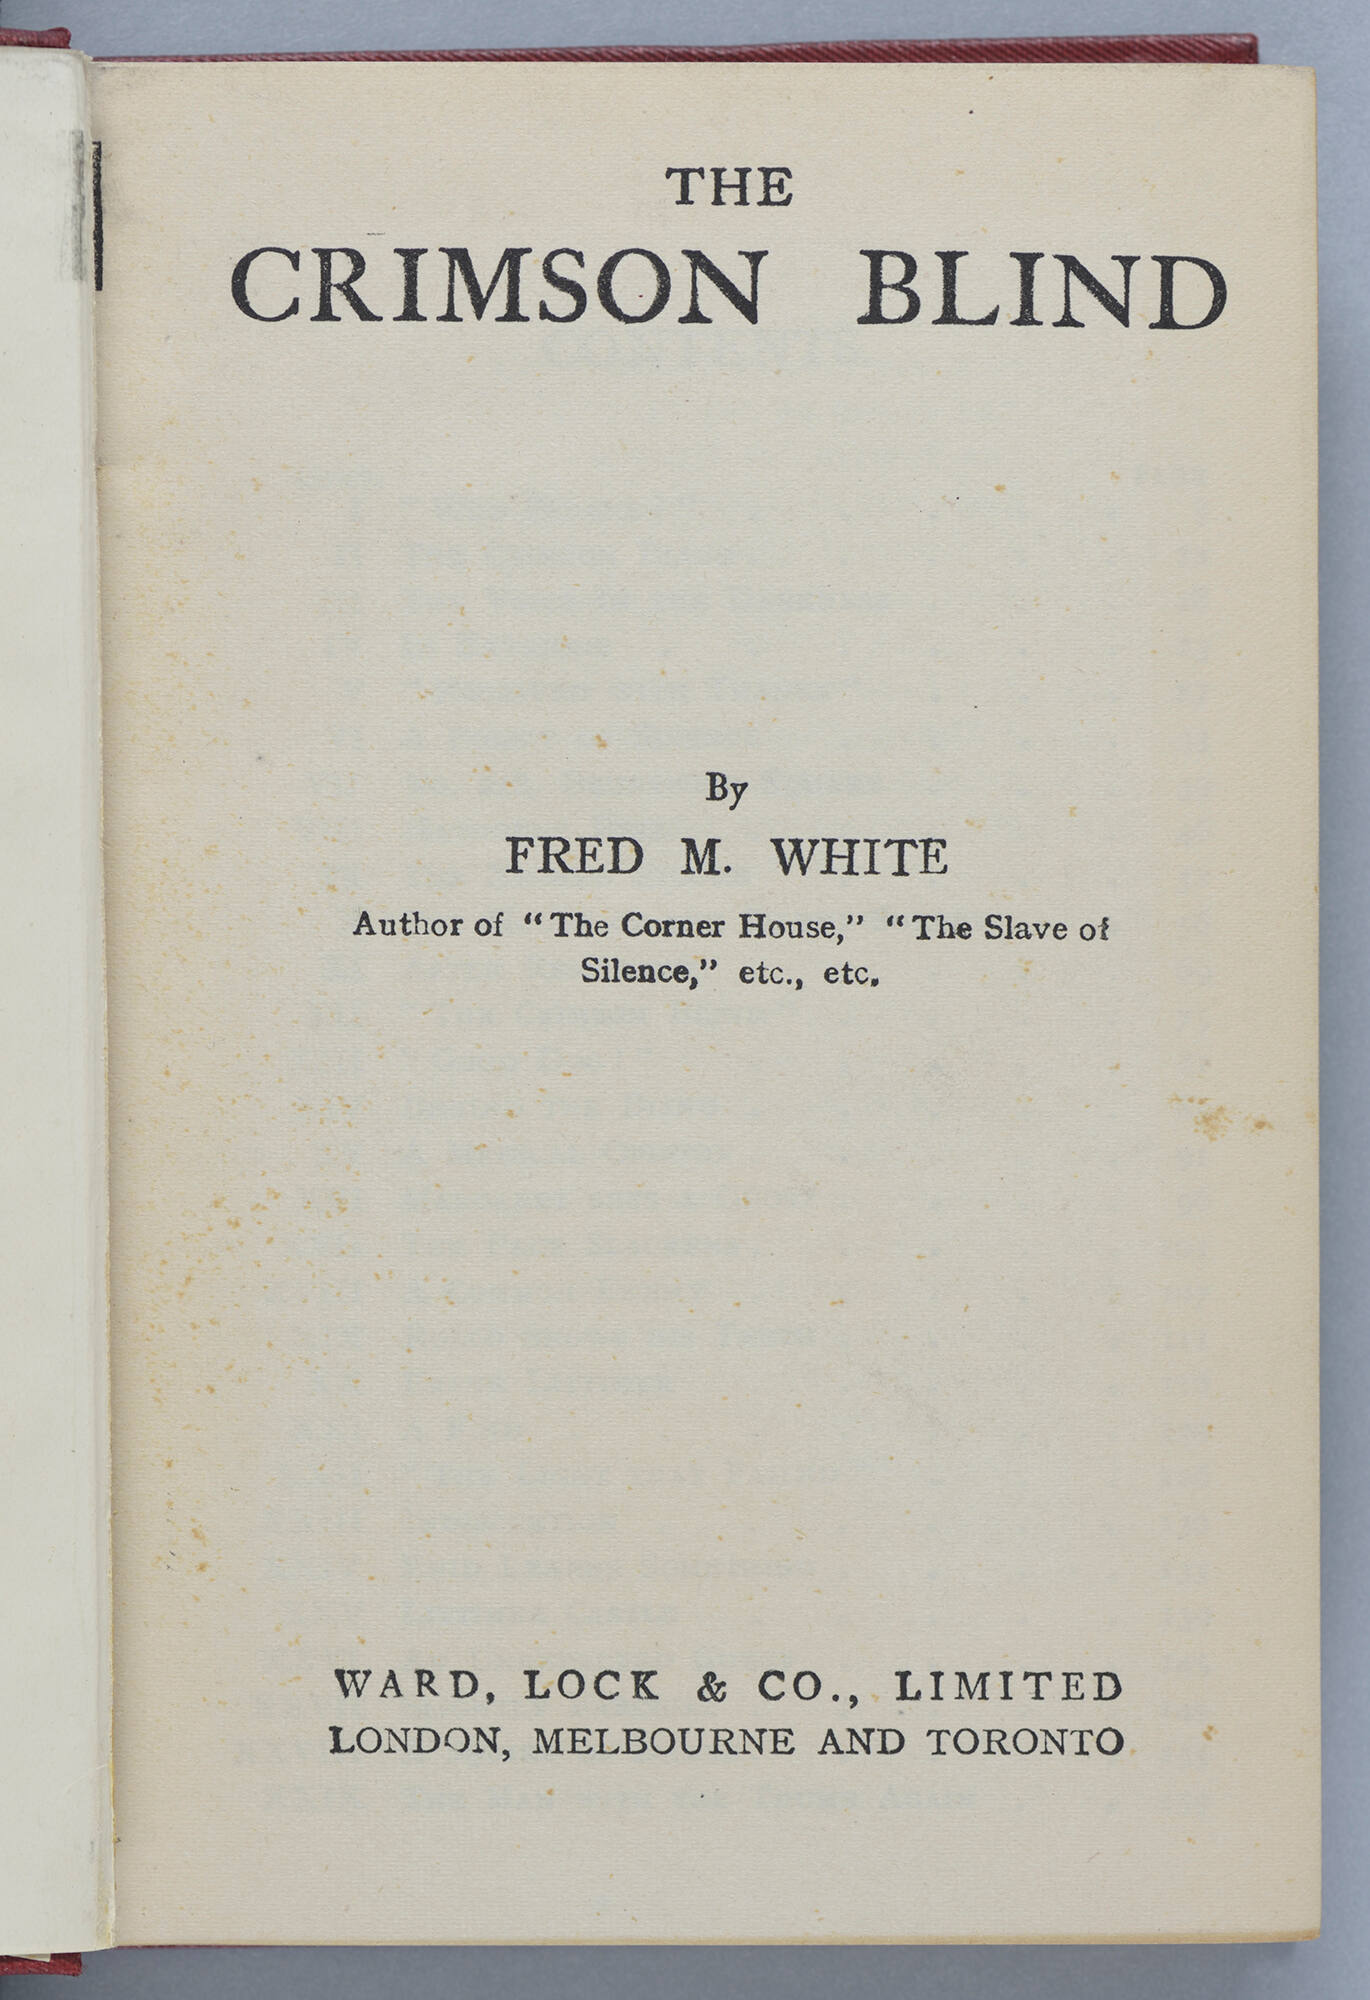 THE
CRIMSON BLIND
By
FRED M. WHITE
Author of "The Corner House," "The Slave of
Silence," etc., etc.
WARD, LOCK & CO., LIMITED
LONDON, MELBOURNE AND TORONTO